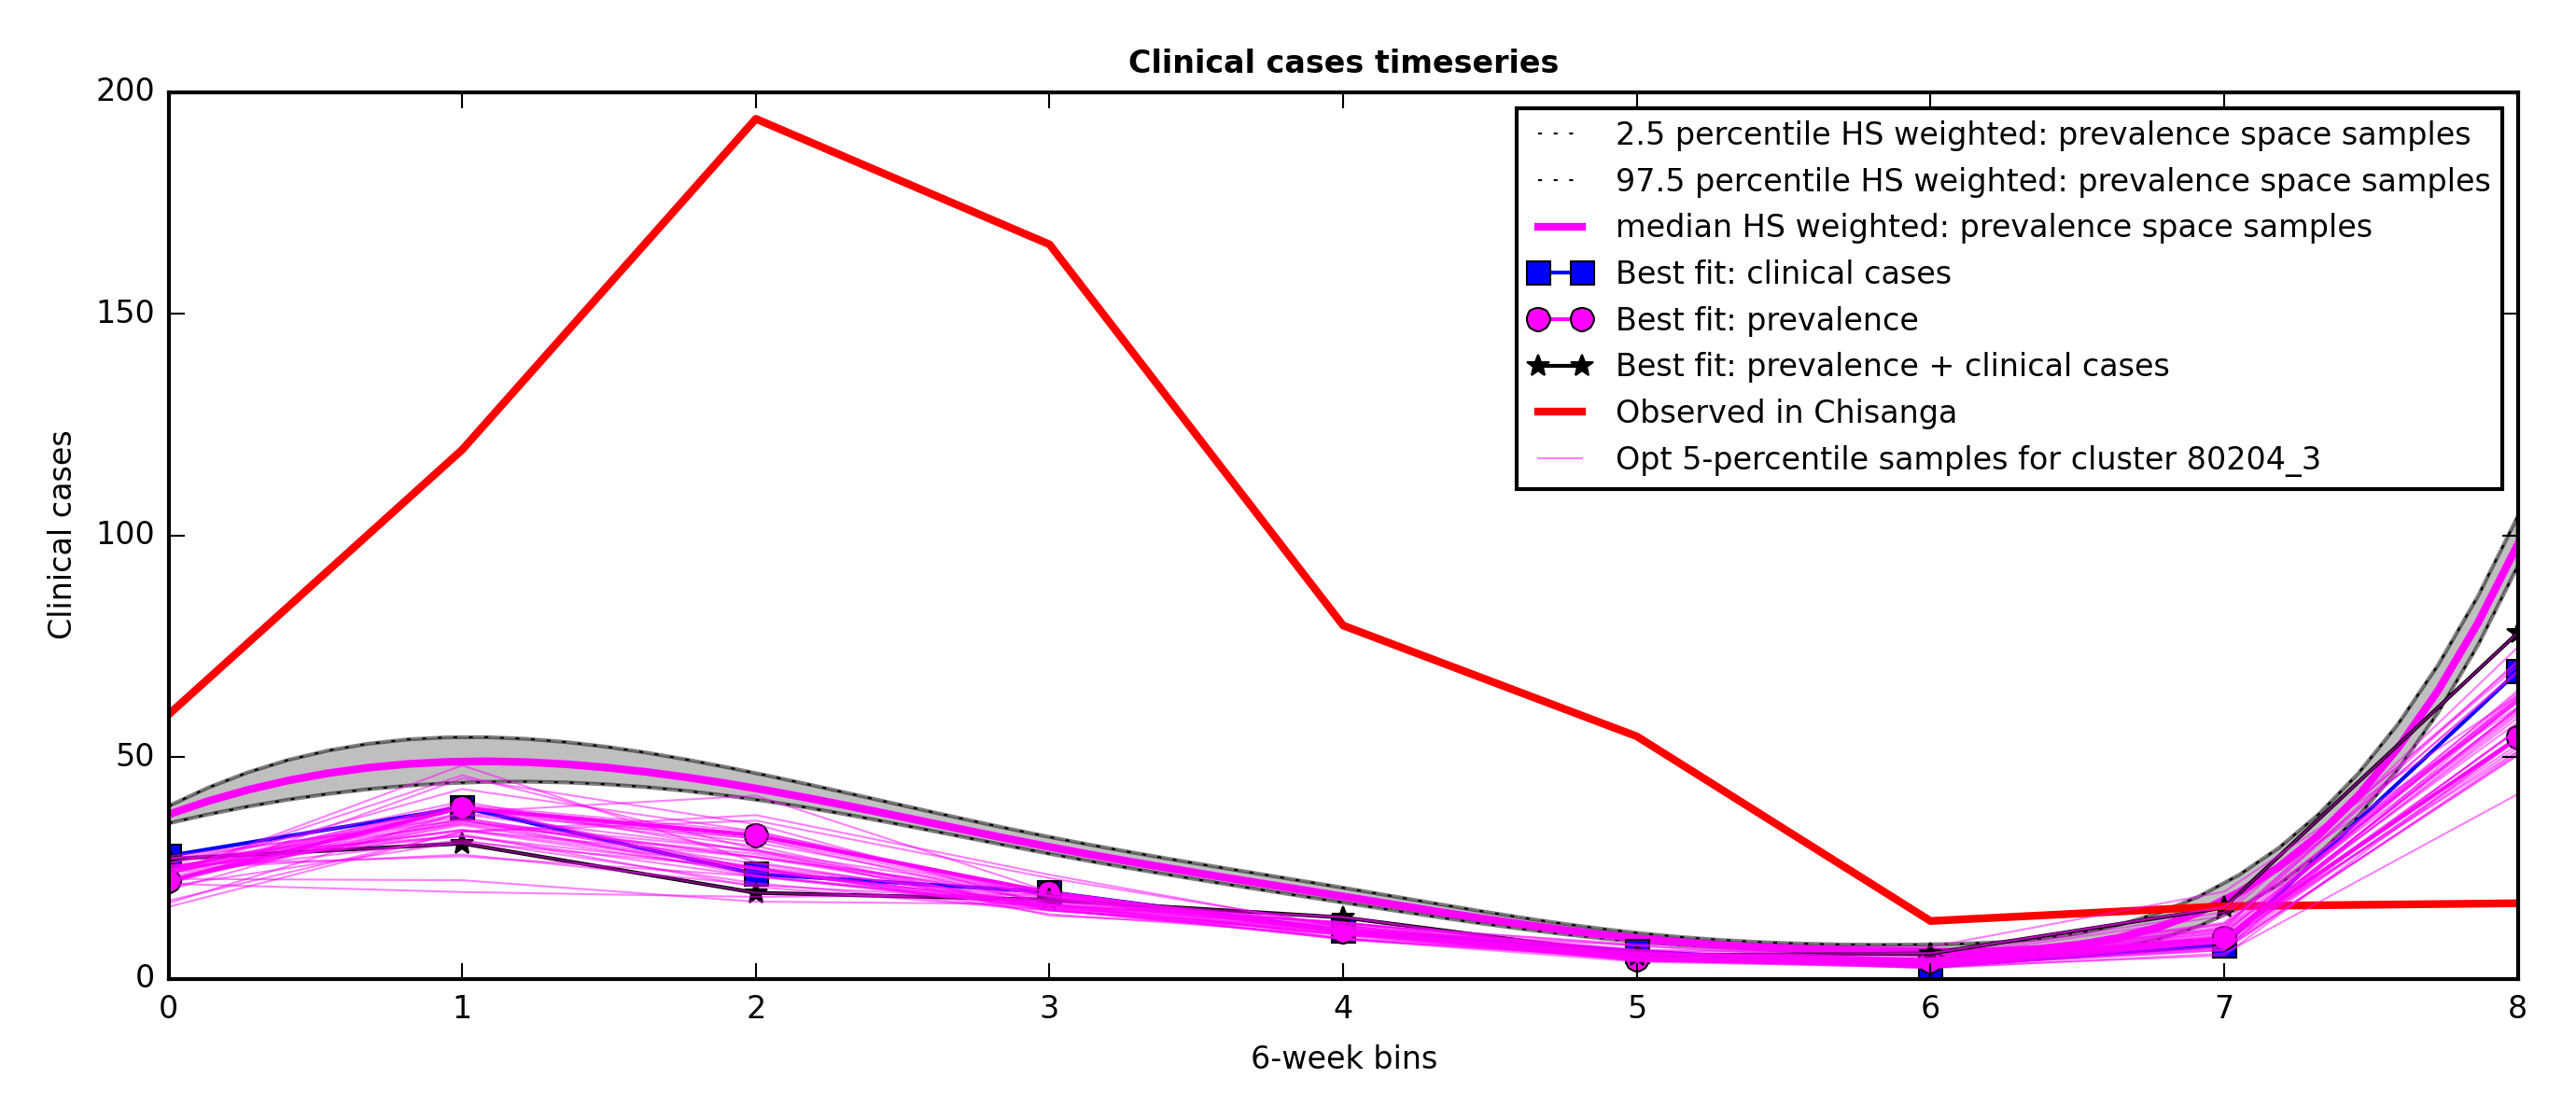 Clinical cases timeseries
200
150
100
50
0
Clinical cases
2.5 percentile HS weighted: prevalence space samples
97.5 percentile HS weighted: prevalence space samples
median HS weighted: prevalence space samples
Best fit: clinical cases
Best fit: prevalence
Best fit: prevalence + clinical cases
Observed in Chisanga
Opt 5-percentile samples for cluster 80204_3
0 1 2 3 4 5 6 7 8
6-week bins